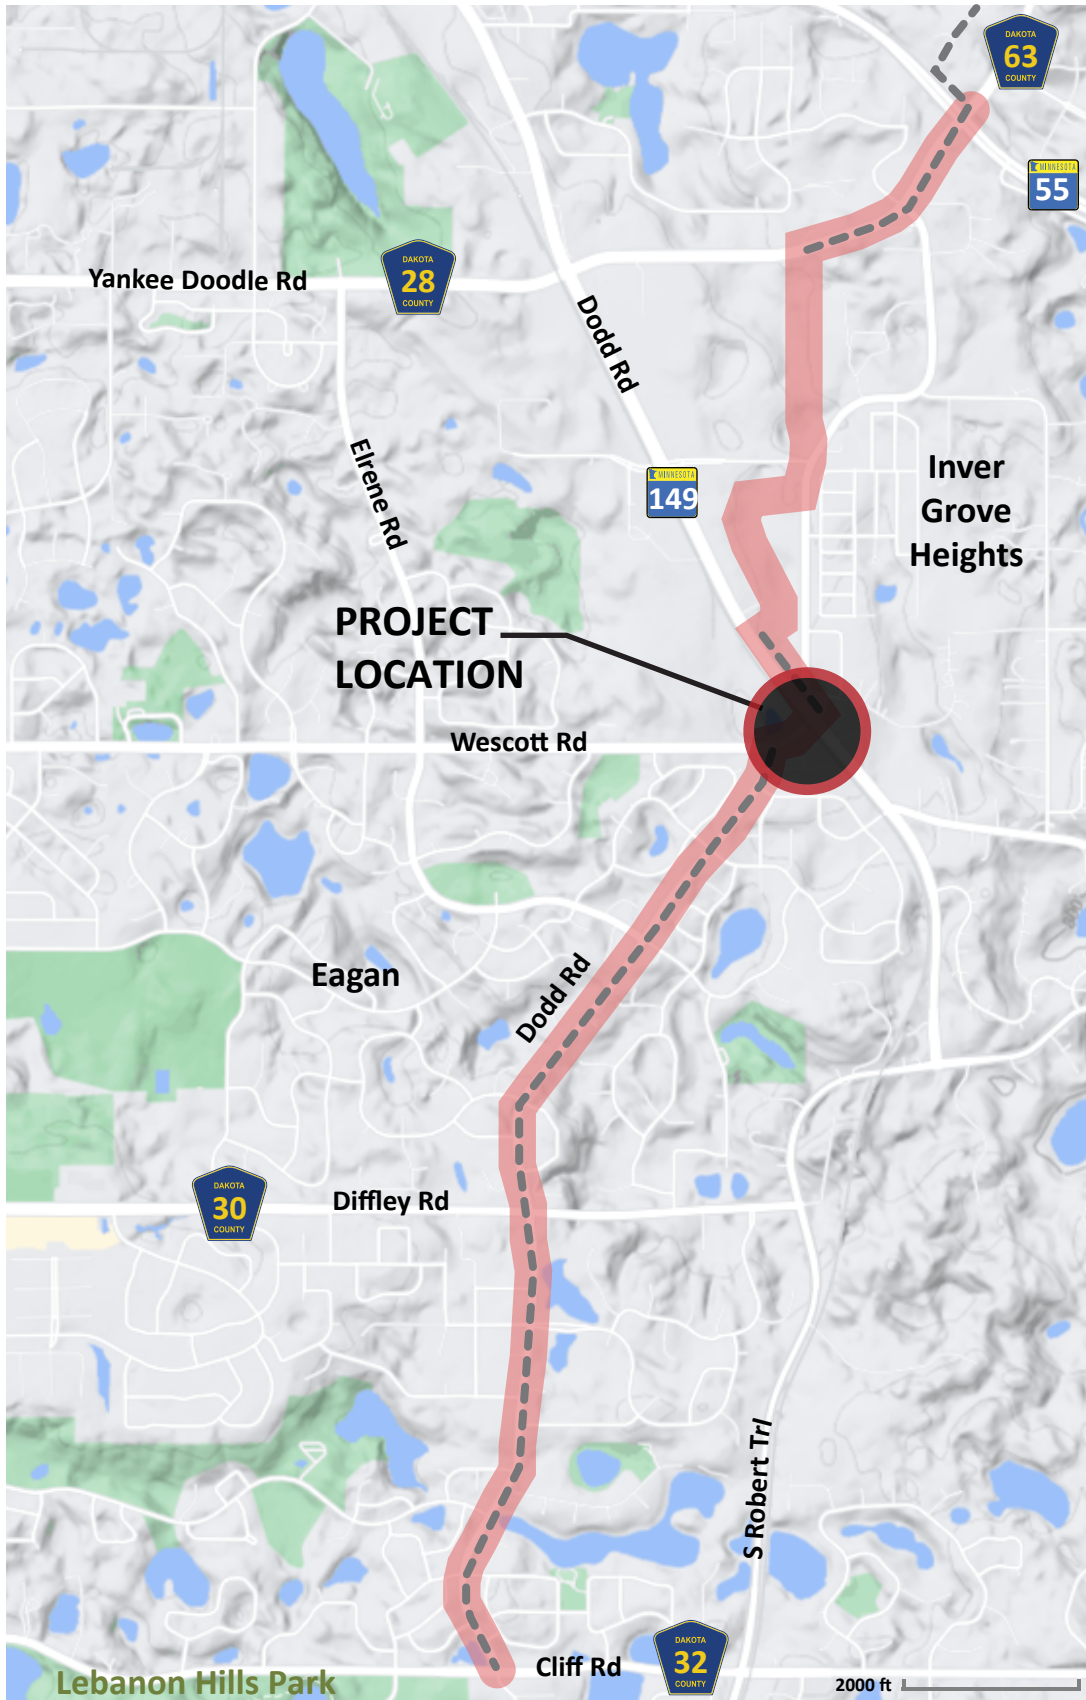 DAKOTA
63
COUNTY
MINNESOTA
55
Yankee Doodle Rd
DAKOTA
28
COUNTY
Dodd Rd
Elrene Rd
MINNESOTA
149
Inver
Grove
Heights
PROJECT
LOCATION
Wescott Rd
Eagan
Dodd Rd
DAKOTA
30
COUNTY
Diffley Rd
S Robert Trl
Lebanon Hills Park
Cliff Rd
DAKOTA
32
COUNTY
2000 ft